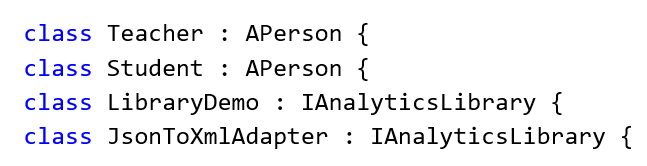 class Teacher : APerson {
class Student : APerson {
class LibraryDemo : IAnalyticsLibrary {
class JsonToXmlAdapter : IAnalyticsLibrary {